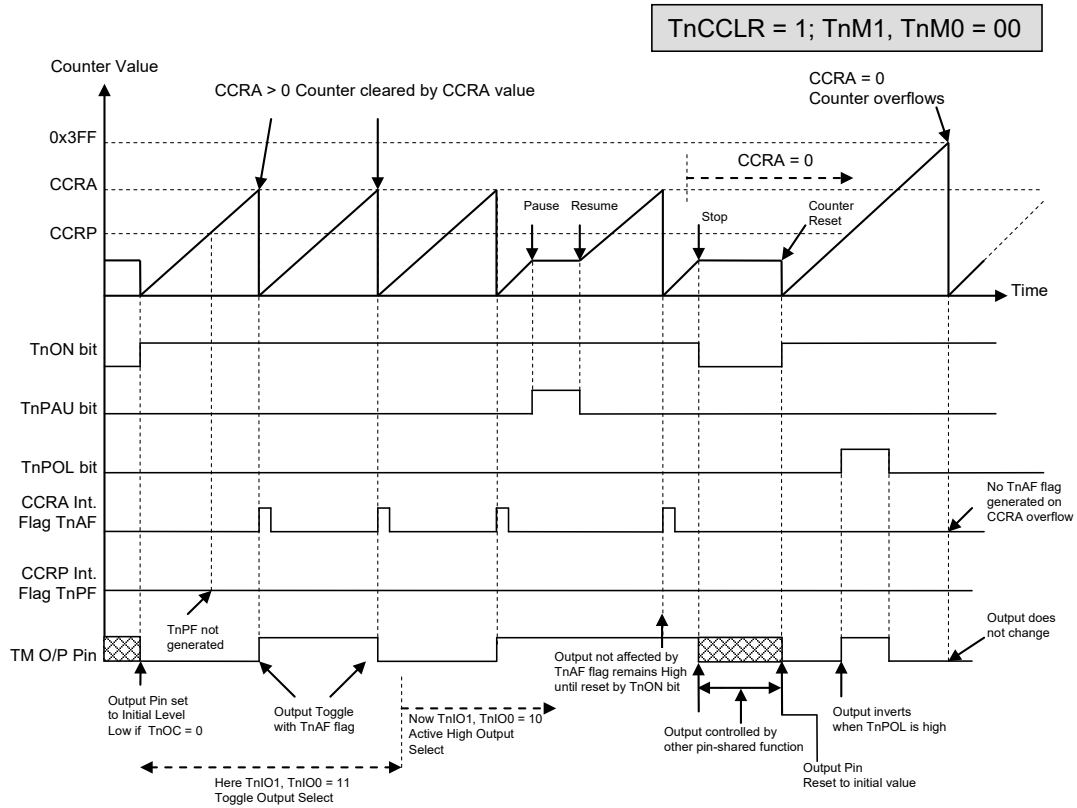 TnCCLR = 1; TnM1, TnM0 = 00
Counter Value
CCRA > 0 Counter cleared by CCRA value
CCRA = 0
Counter overflows
0x3FF
CCRA = 0
CCRA
Pause
Resume
Stop
Counter
Reset
CCRP
Time
TnON bit
TnPAU bit
TnPOL bit
No TnAF flag
generated on
CCRA overflow
CCRA Int.
Flag TnAF
CCRP Int.
Flag TnPF
TnPF not
generated
Output does
not change
TM O/P Pin
Output not affected by
TnAF flag remains High
until reset by TnON bit
Output Pin set
to Initial Level
Low if TnOC = 0
Output Toggle
with TnAF flag
Now TnIO1, TnIO0 = 10
Active High Output
Select
Output controlled by
other pin-shared function
Output inverts
when TnPOL is high
Output Pin
Reset to initial value
Here TnIO1, TnIO0 = 11
Toggle Output Select